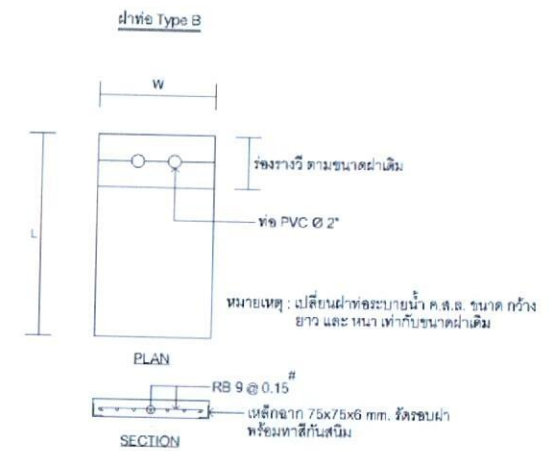 ฝาท่อ Type B
W
ร่องรางวี ตามขนาดฝาเดิม
L
ท่อ PVC Ø 2"
หมายเหตุ : เปลี่ยนฝาท่อระบายน้ำ ค.ส.ล. ขนาด กว้าง
ยาว และ หนา เท่ากับขนาดฝาเดิม
PLAN
RB 9 @ 0.15 #
เหล็กฉาก 75x75x6 mm. รัดรอบฝา
พร้อมทาสีกันสนิม
SECTION